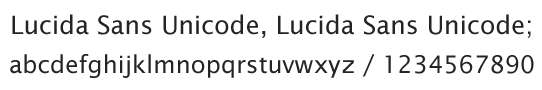 Lucida Sans Unicode, Lucida Sans Unicode;
abcdefghijklmnopqrstuvwxyz / 1234567890